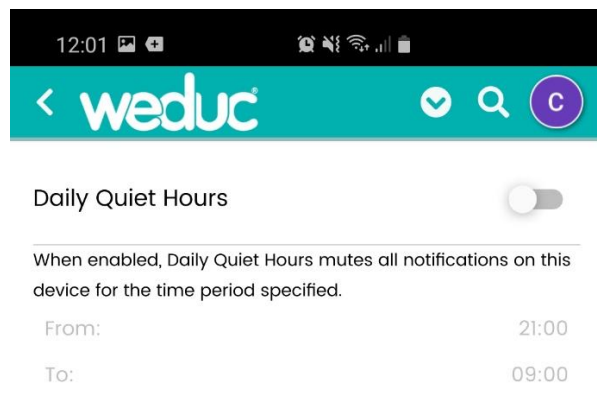 12:01
weduc
C
Daily Quiet Hours
When enabled, Daily Quiet Hours mutes all notifications on this
device for the time period specified.
From: 21:00
To: 09:00